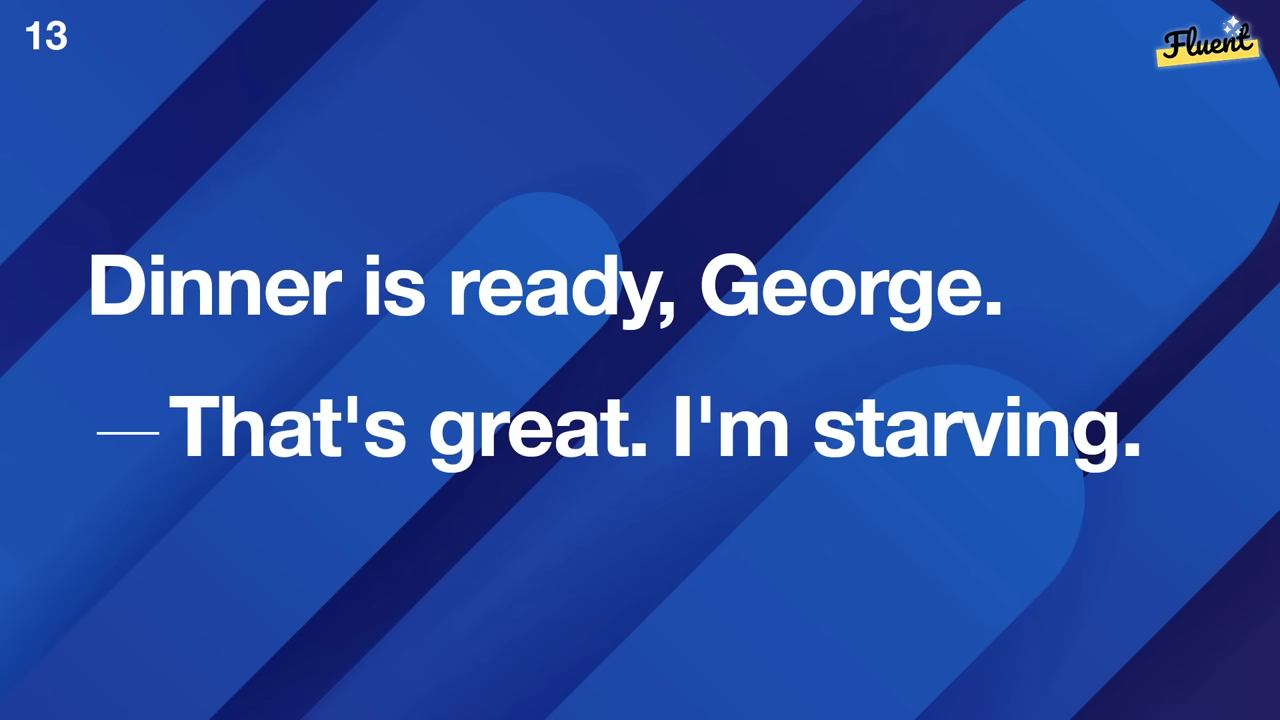 13
Fluent
Dinner is ready, George.
— That's great. I'm starving.